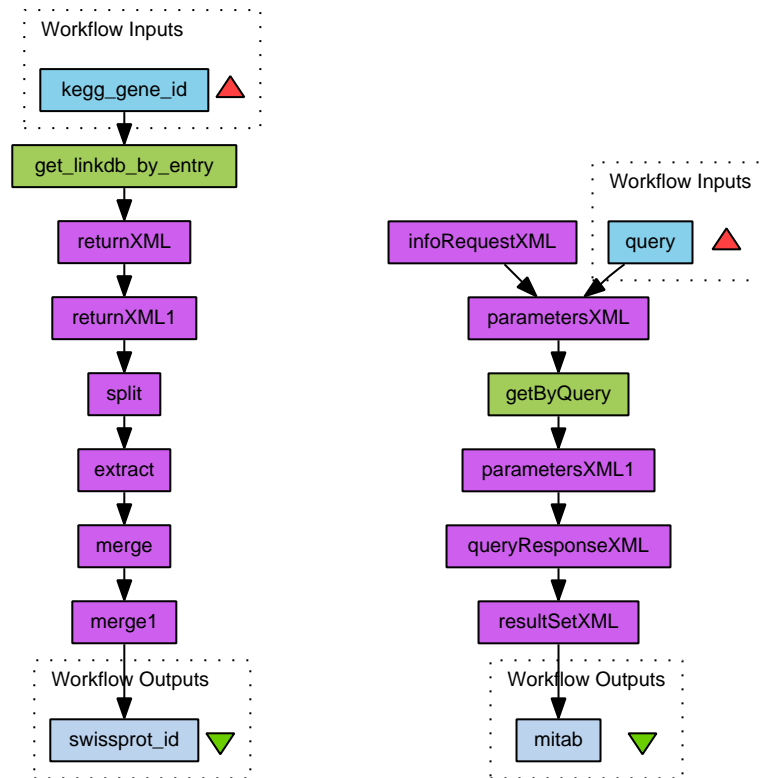 Workflow Inputs
kegg_gene_id
get_linkdb_by_entry
returnXML
returnXML1
split
extract
merge
merge1
Workflow Outputs
swissprot_id
Workflow Inputs
infoRequestXML
query
parametersXML
getByQuery
parametersXML1
queryResponseXML
resultSetXML
Workflow Outputs
mitab